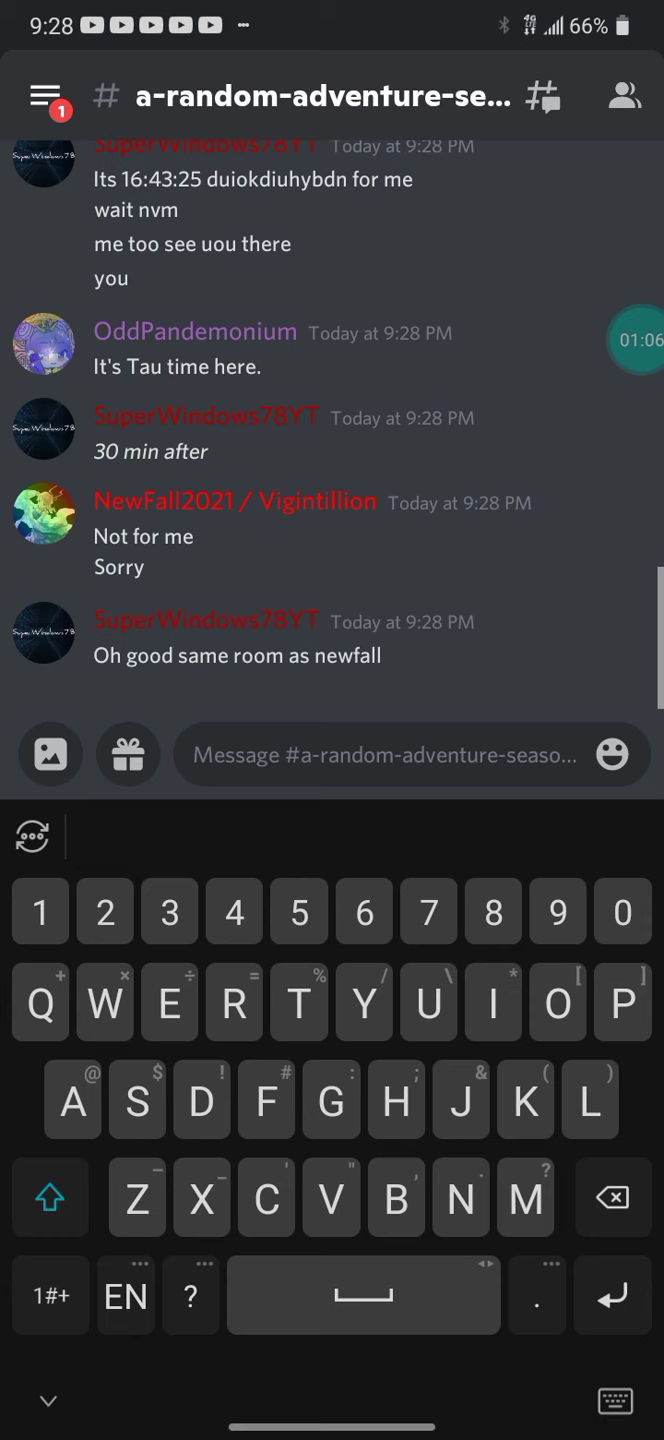 9:28
66%
1
# a-random-adventure-se...
SuperWindows78YT Today at 9:28 PM
Its 16:43:25 duiokdiuhybdn for me
wait nvm
me too see uou there
you
01:06
OddPandemonium Today at 9:28 PM
It's Tau time here.
SuperWindows78YT Today at 9:28 PM
30 min after
NewFall2021 / Vigintillion Today at 9:28 PM
Not for me
Sorry
SuperWindows78YT Today at 9:28 PM
Oh good same room as newfall
Message #a-random-adventure-seaso...
1 2 3 4 5 6 7 8 9 0
+ × ÷ = % / \ * [ ]
Q W E R T Y U I O P
@ $ ! # : ; & ( )
A S D F G H J K L
- _ ' " , . ?
Z X C V B N M
1#+ EN ? .